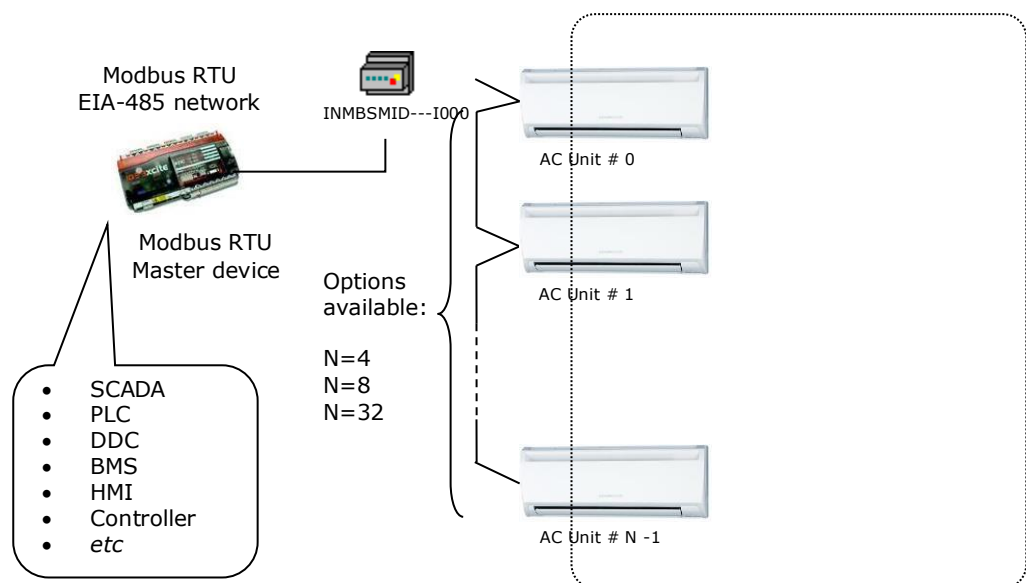 Modbus RTU
EIA-485 network
INMBSMID---I000
Modbus RTU
Master device
AC Unit # 0
AC Unit # 1
Options
available:
N=4
N=8
N=32
• SCADA
• PLC
• DDC
• BMS
• HMI
• Controller
• etc
AC Unit # N -1